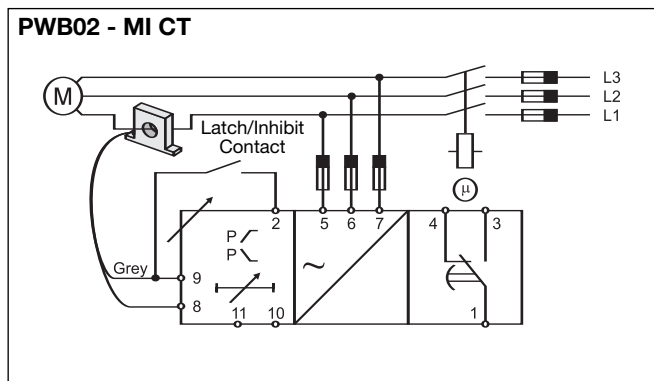 PWB02 - MI CT
L3
M
L2
L1
Latch/Inhibit
Contact
µ
2
5
6
7
4
3
P
P
~
Grey
9
8
11
10
1